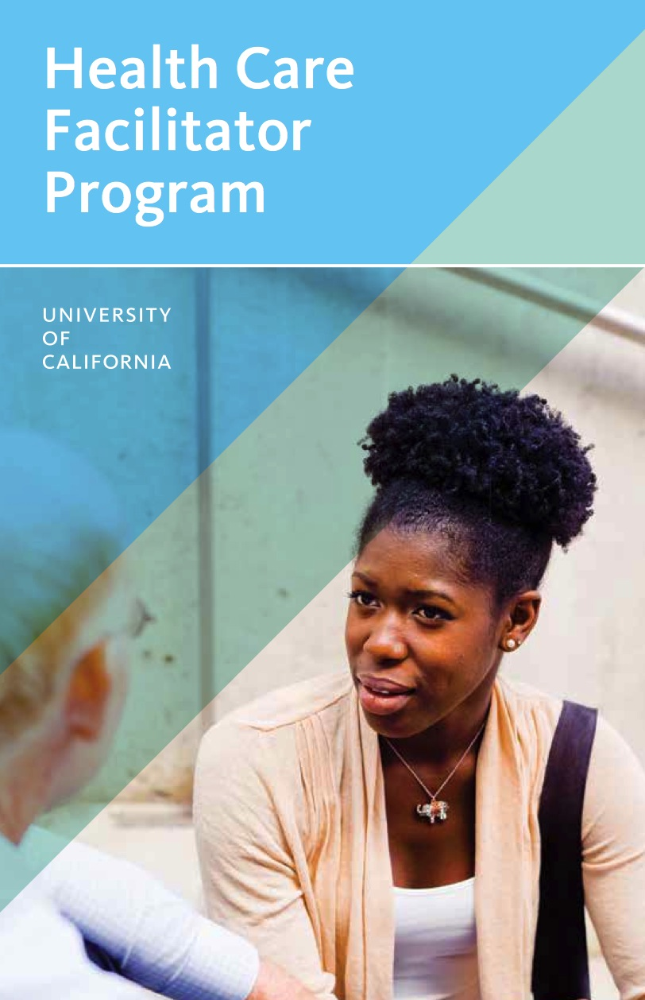 Health Care
Facilitator
Program
UNIVERSITY
OF
CALIFORNIA